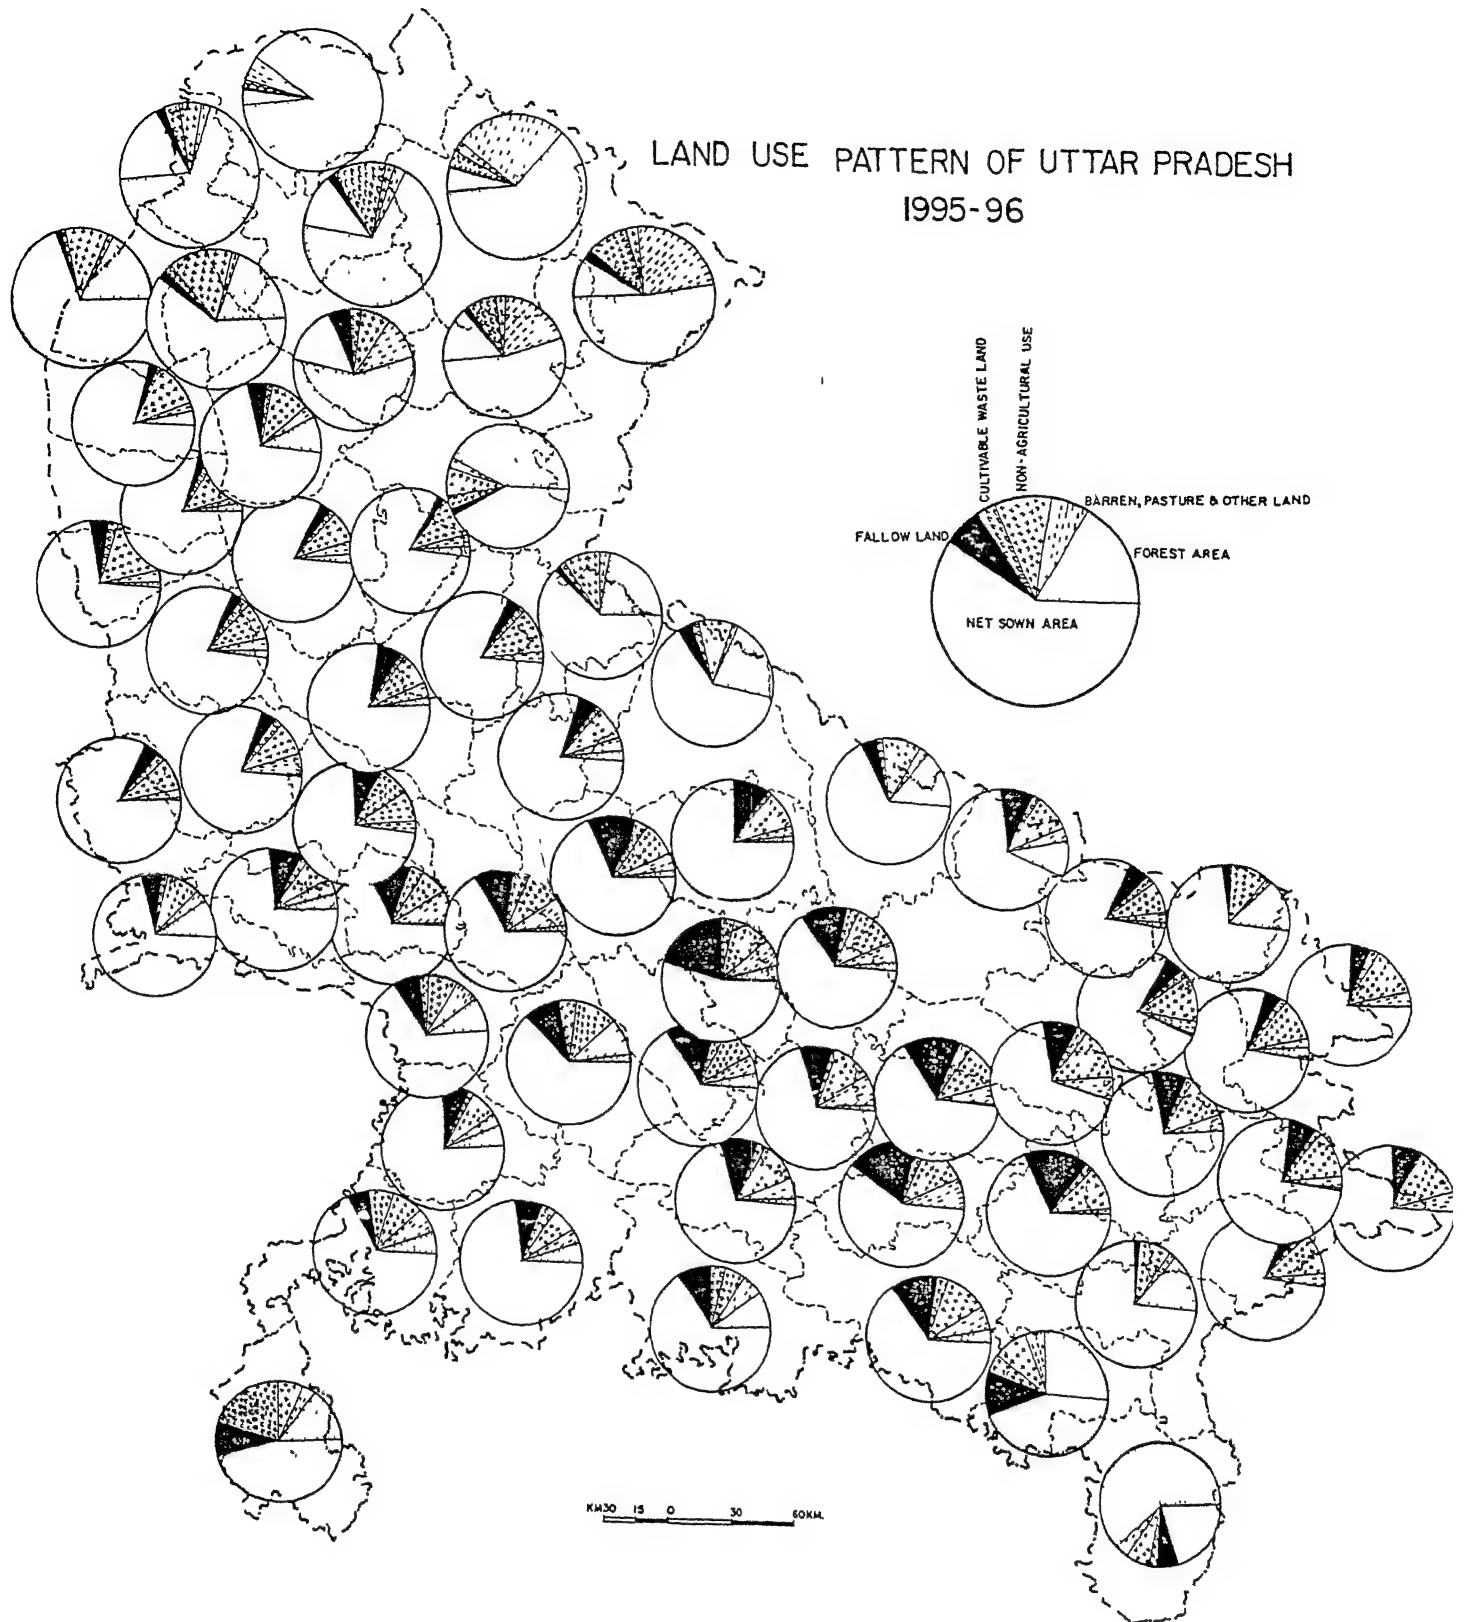 LAND USE PATTERN OF UTTAR PRADESH
1995-96
CULTIVABLE WASTE LAND
NON-AGRICULTURAL USE
BARREN, PASTURE & OTHER LAND
FALLOW LAND
FOREST AREA
NET SOWN AREA
KM30 15 0 30 60KM.